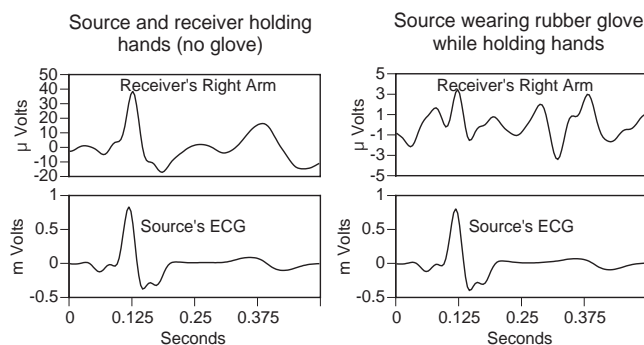 Source and receiver holding
hands (no glove)
Source wearing rubber glove
while holding hands
50
40
30
20
10
0
-10
-20
µ Volts
Receiver's Right Arm
5
3
1
-1
-3
-5
µ Volts
Receiver's Right Arm
1
0.5
0
-0.5
m Volts
Source's ECG
0
0.125
0.25
0.375
Seconds
1
0.5
0
-0.5
m Volts
Source's ECG
0
0.125
0.25
0.375
Seconds